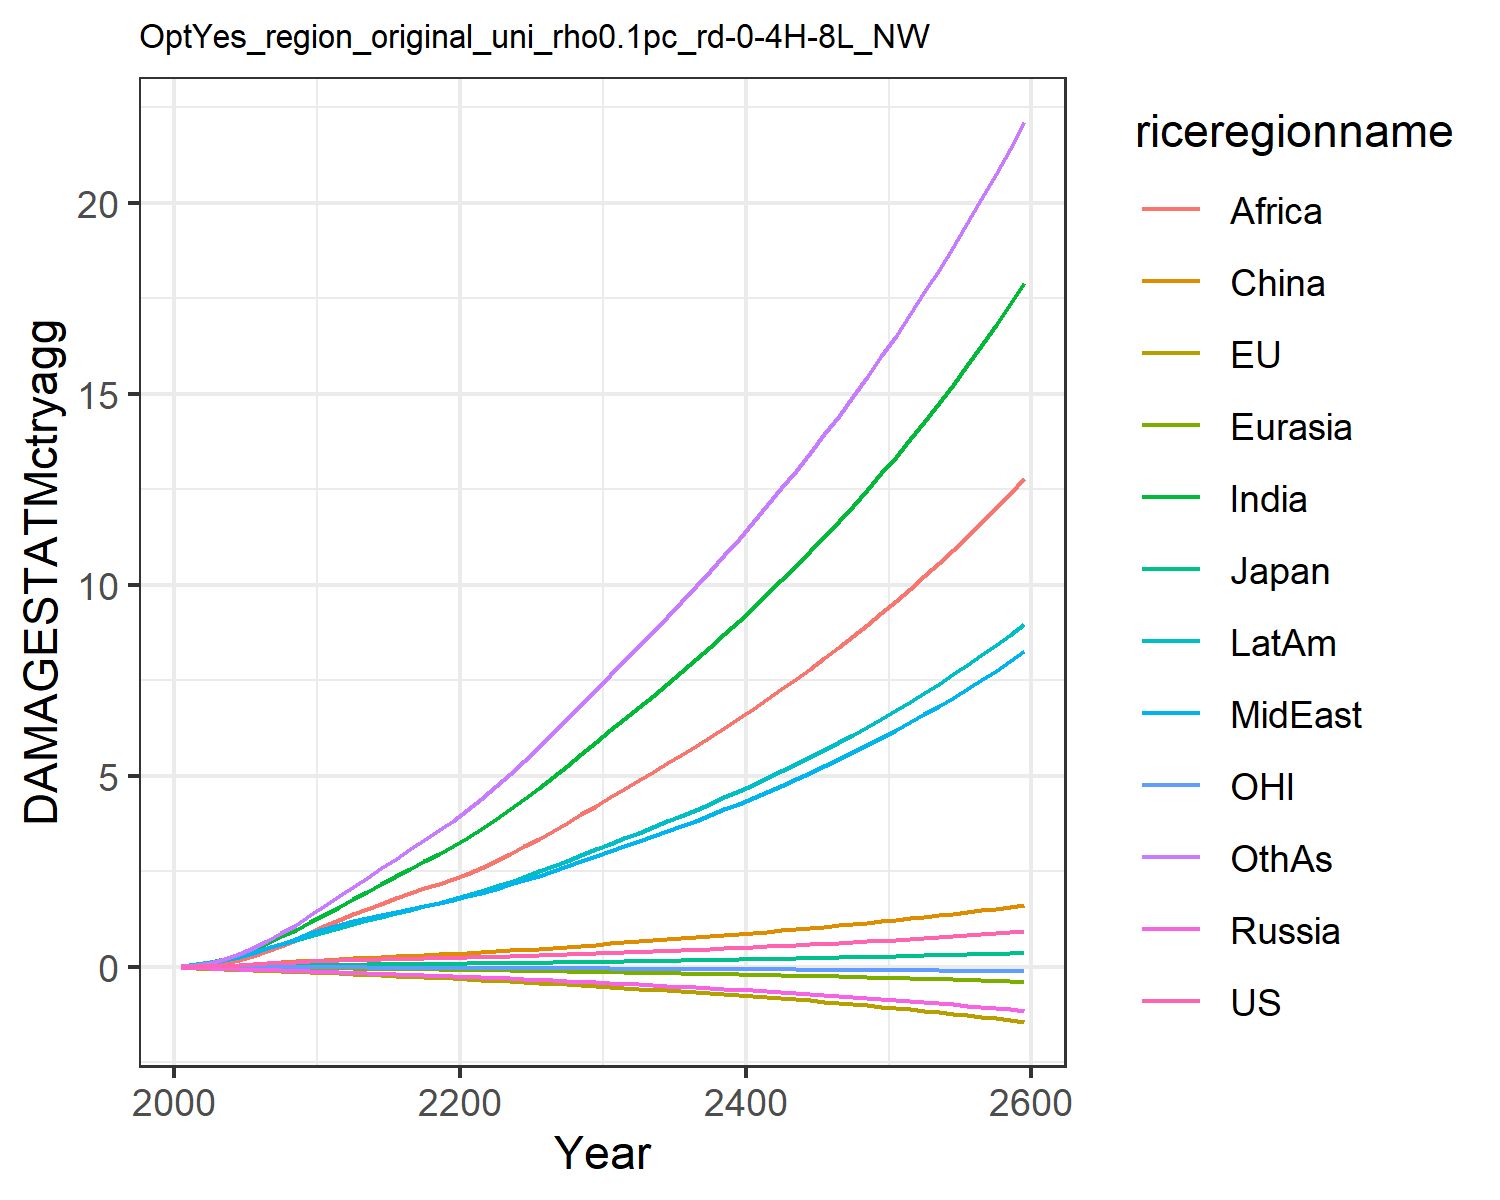 OptYes_region_original_uni_rho0.1pc_rd-0-4H-8L_NW
DAMAGESTATMctryagg
20
15
10
5
0
2000 2200 2400 2600
Year
riceregionname
Africa
China
EU
Eurasia
India
Japan
LatAm
MidEast
OHI
OthAs
Russia
US